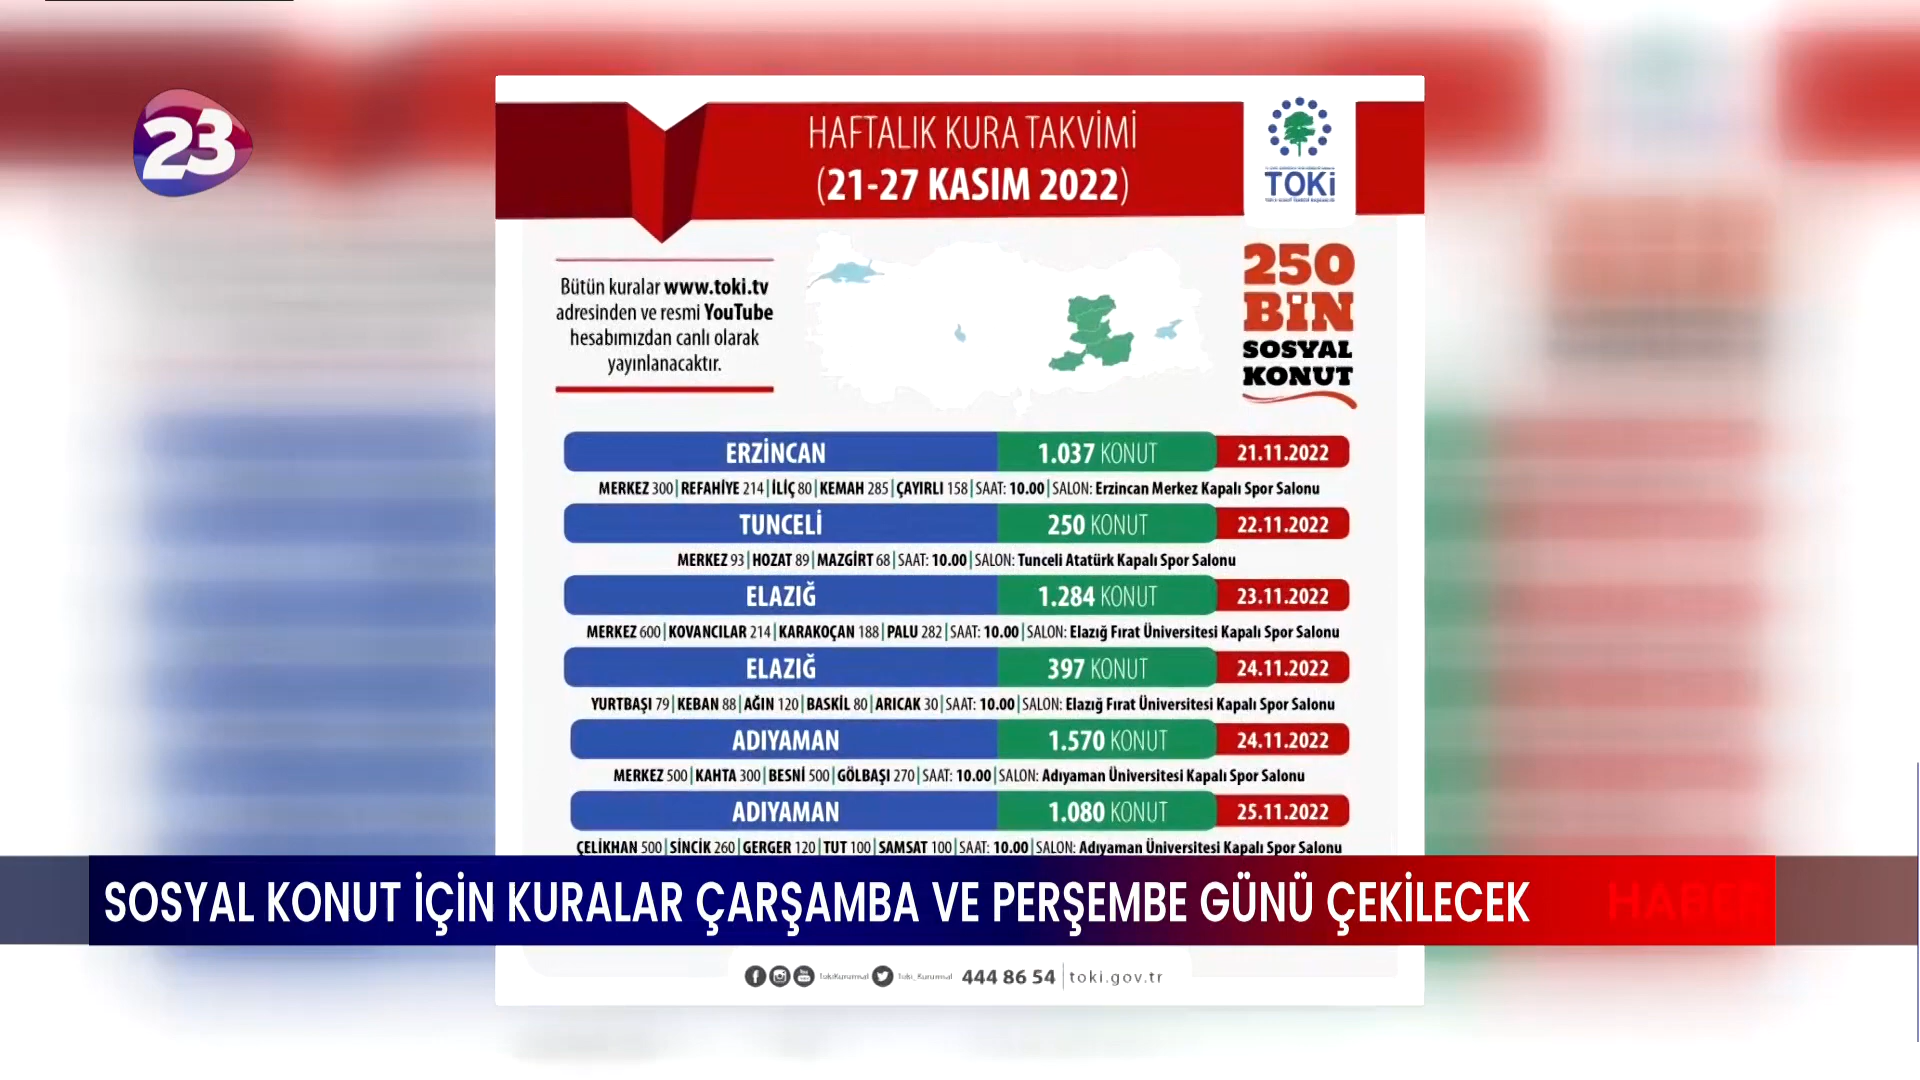 23
HAFTALIK KURA TAKVİMİ
(21-27 KASIM 2022)
TOKİ
Bütün kuralar www.toki.tv
adresinden ve resmi YouTube
hesabımızdan canlı olarak
yayınlanacaktır.
250
BİN
SOSYAL
KONUT
ERZİNCAN 1.037 KONUT 21.11.2022
MERKEZ 300|REFAHİYE 214|İLİÇ 80|KEMAH 285|ÇAYIRLI 158|SAAT: 10.00|SALON: Erzincan Merkez Kapalı Spor Salonu
TUNCELİ 250 KONUT 22.11.2022
MERKEZ 93|HOZAT 89|MAZGİRT 68|SAAT: 10.00|SALON: Tunceli Atatürk Kapalı Spor Salonu
ELAZIĞ 1.284 KONUT 23.11.2022
MERKEZ 600|KOVANCILAR 214|KARAKOÇAN 188|PALU 282|SAAT: 10.00|SALON: Elazığ Fırat Üniversitesi Kapalı Spor Salonu
ELAZIĞ 397 KONUT 24.11.2022
YURTBAŞI 79|KEBAN 88|AĞIN 120|BASKİL 80|ARICAK 30|SAAT: 10.00|SALON: Elazığ Fırat Üniversitesi Kapalı Spor Salonu
ADIYAMAN 1.570 KONUT 24.11.2022
MERKEZ 500|KAHTA 300|BESNİ 500|GÖLBAŞI 270|SAAT: 10.00|SALON: Adıyaman Üniversitesi Kapalı Spor Salonu
ADIYAMAN 1.080 KONUT 25.11.2022
ÇELİKHAN 500|SİNCİK 260|GERGER 120|TUT 100|SAMSAT 100|SAAT: 10.00|SALON: Adıyaman Üniversitesi Kapalı Spor Salonu
SOSYAL KONUT İÇİN KURALAR ÇARŞAMBA VE PERŞEMBE GÜNÜ ÇEKİLECEK HABER
TokiKurumsal Toki_Kurumsal 444 86 54 | toki.gov.tr